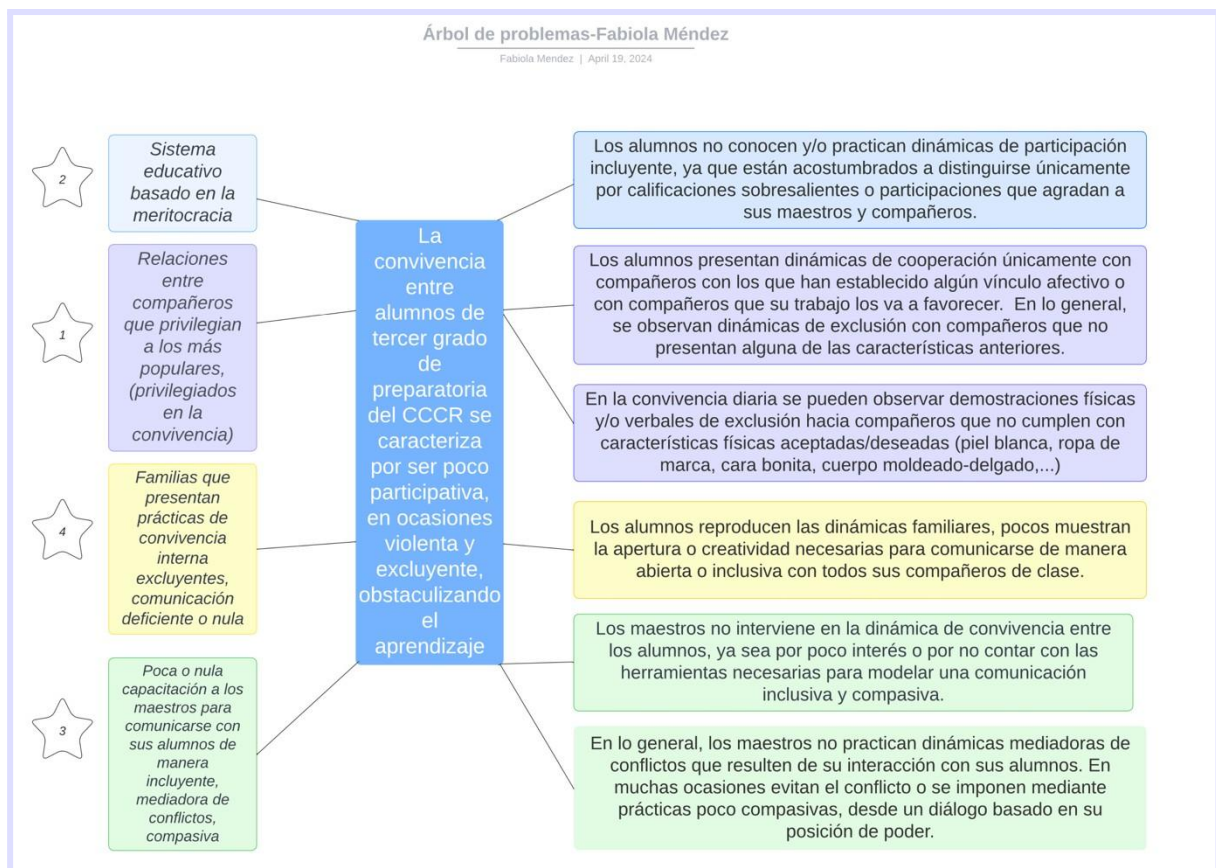 Árbol de problemas-Fabiola Méndez
Fabiola Mendez | April 19, 2024
2
Sistema
educativo
basado en la
meritocracia
1
Relaciones
entre
compañeros
que privilegian
a los más
populares,
(privilegiados
en la
convivencia)
4
Familias que
presentan
prácticas de
convivencia
interna
excluyentes,
comunicación
deficiente o nula
3
Poca o nula
capacitación a los
maestros para
comunicarse con
sus alumnos de
manera
incluyente,
mediadora de
conflictos,
compasiva
La
convivencia
entre
alumnos de
tercer grado
de
preparatoria
del CCCR se
caracteriza
por ser poco
participativa,
en ocasiones
violenta y
excluyente,
obstaculizando
el
aprendizaje
Los alumnos no conocen y/o practican dinámicas de participación
incluyente, ya que están acostumbrados a distinguirse únicamente
por calificaciones sobresalientes o participaciones que agradan a
sus maestros y compañeros.
Los alumnos presentan dinámicas de cooperación únicamente con
compañeros con los que han establecido algún vínculo afectivo o
con compañeros que su trabajo los va a favorecer. En lo general,
se observan dinámicas de exclusión con compañeros que no
presentan alguna de las características anteriores.
En la convivencia diaria se pueden observar demostraciones físicas
y/o verbales de exclusión hacia compañeros que no cumplen con
características físicas aceptadas/deseadas (piel blanca, ropa de
marca, cara bonita, cuerpo moldeado-delgado,...)
Los alumnos reproducen las dinámicas familiares, pocos muestran
la apertura o creatividad necesarias para comunicarse de manera
abierta o inclusiva con todos sus compañeros de clase.
Los maestros no interviene en la dinámica de convivencia entre
los alumnos, ya sea por poco interés o por no contar con las
herramientas necesarias para modelar una comunicación
inclusiva y compasiva.
En lo general, los maestros no practican dinámicas mediadoras de
conflictos que resulten de su interacción con sus alumnos. En
muchas ocasiones evitan el conflicto o se imponen mediante
prácticas poco compasivas, desde un diálogo basado en su
posición de poder.